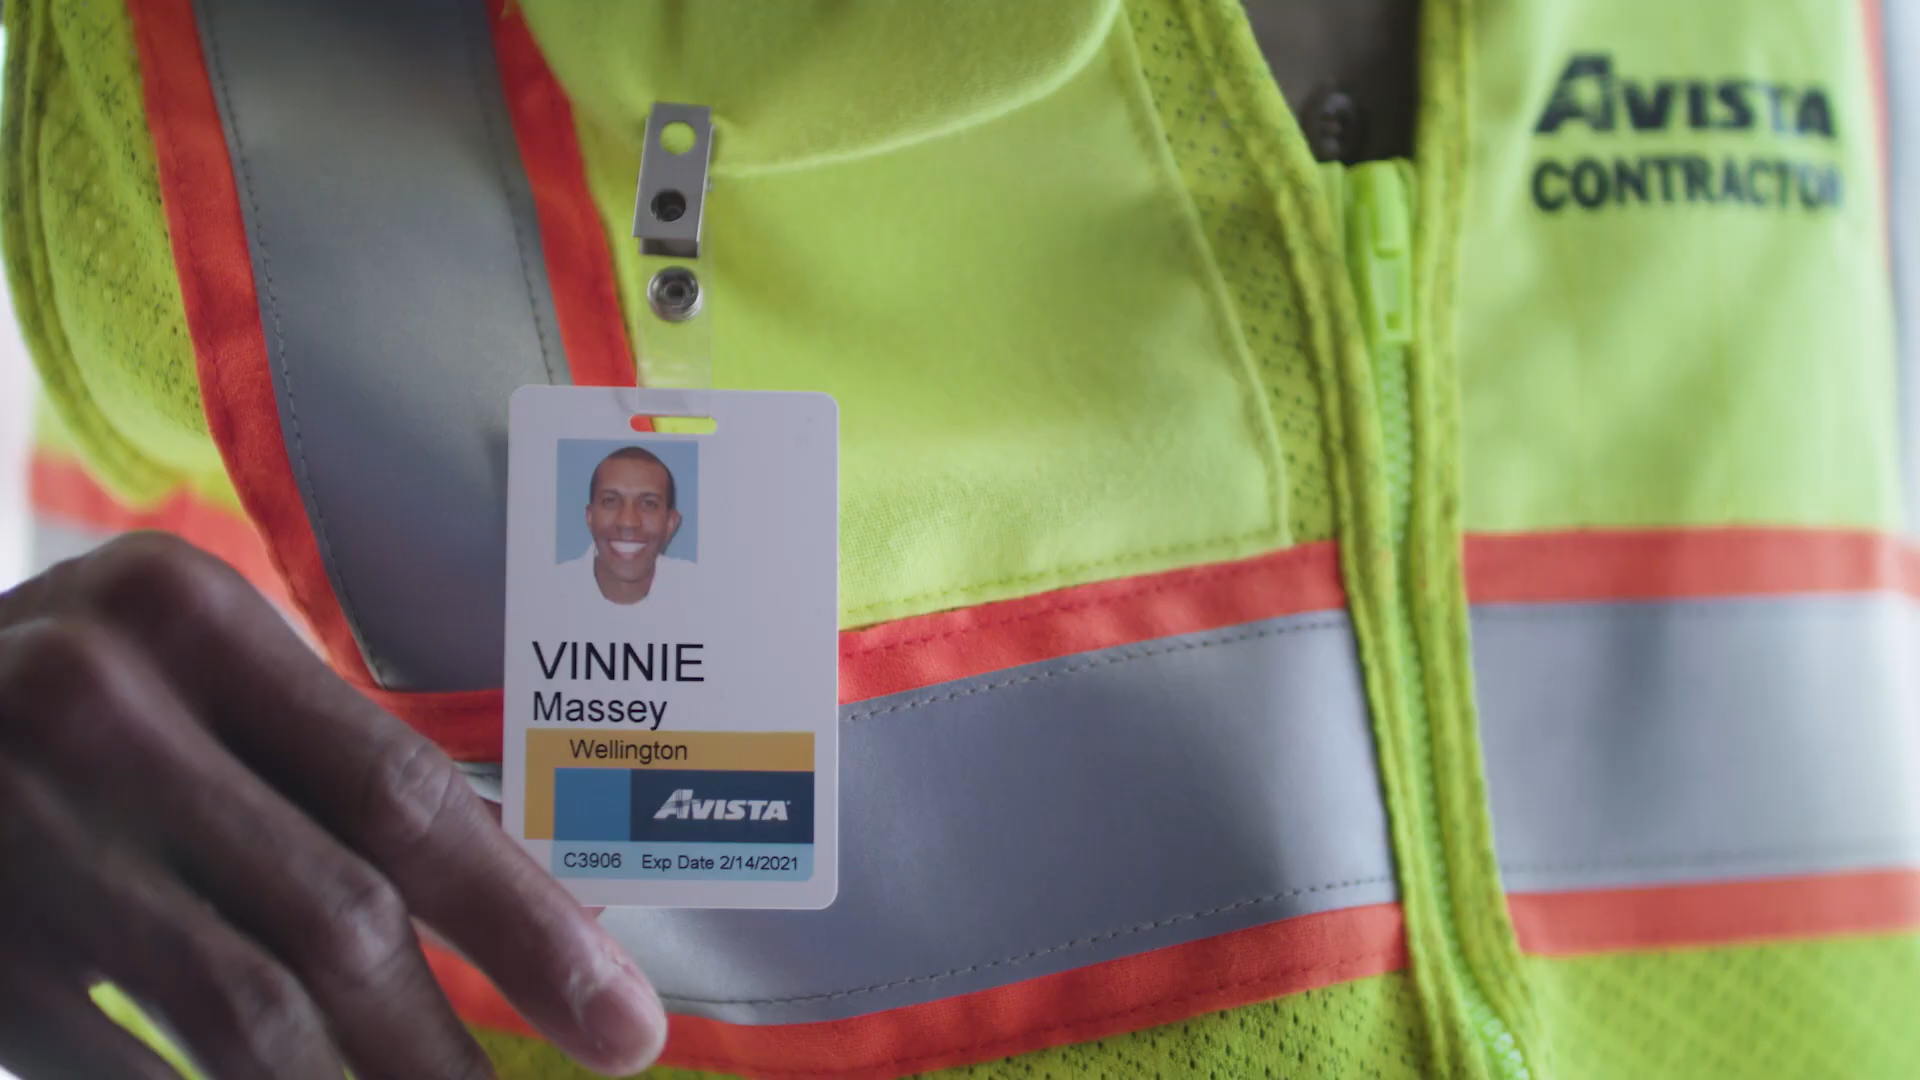 AVISTA
CONTRACTOR
VINNIE
Massey
Wellington
AVISTA
C3906 Exp Date 2/14/2021